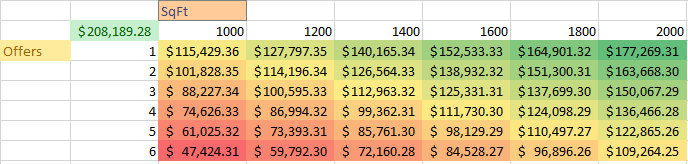 SqFt
$208,189.28 1000 1200 1400 1600 1800 2000
Offers 1 $115,429.36 $127,797.35 $140,165.34 $152,533.33 $164,901.32 $177,269.31
2 $101,828.35 $114,196.34 $126,564.33 $138,932.32 $151,300.31 $163,668.30
3 $ 88,227.34 $100,595.33 $112,963.32 $125,331.31 $137,699.30 $150,067.29
4 $ 74,626.33 $ 86,994.32 $ 99,362.31 $111,730.30 $124,098.29 $136,466.28
5 $ 61,025.32 $ 73,393.31 $ 85,761.30 $ 98,129.29 $110,497.27 $122,865.26
6 $ 47,424.31 $ 59,792.30 $ 72,160.28 $ 84,528.27 $ 96,896.26 $109,264.25